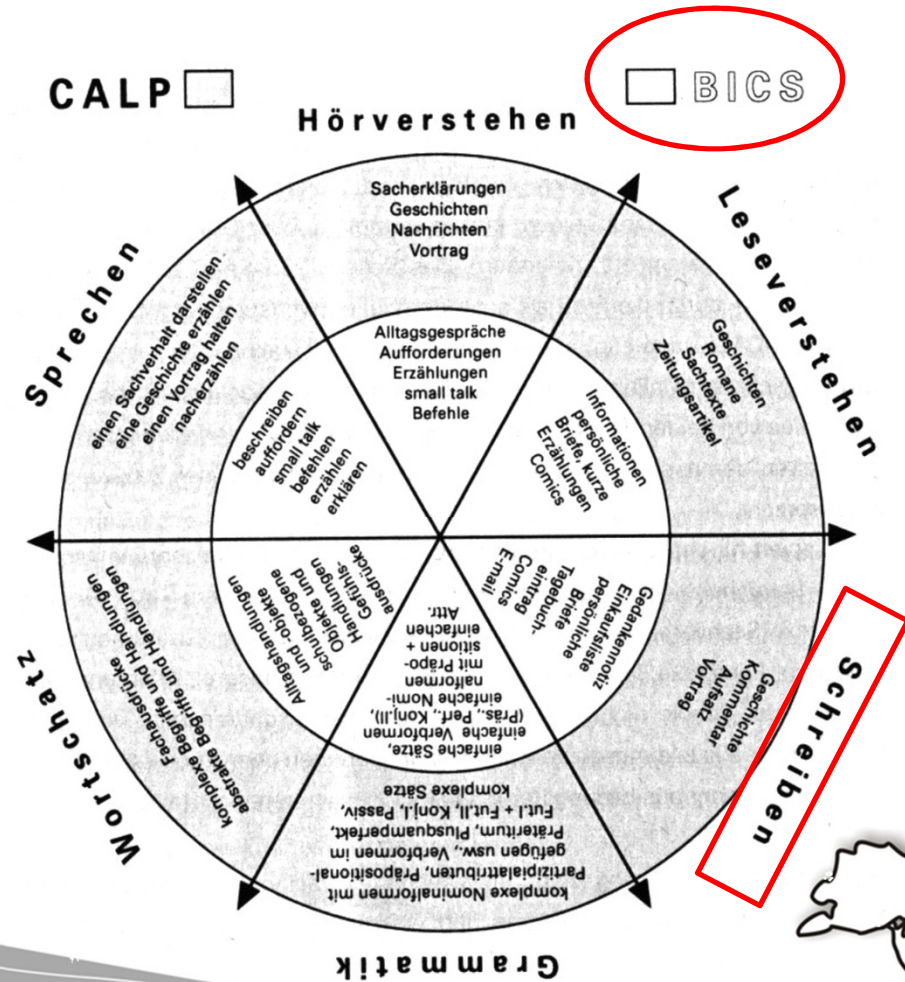 CALP
BICS
Hörverstehen
Sacherklärungen
Geschichten
Nachrichten
Vortrag
Alltagsgespräche
Aufforderungen
Erzählungen
small talk
Befehle
Leseverstehen
Geschichten
Romane
Sachtexte
Zeitungsartikel
Informationen
persönliche
Briefe, kurze
Erzählungen
Comics
Schreiben
Geschichte
Kommentar
Aufsatz
Vortrag
Gedankennotiz
Einkaufsliste
persönliche
Briefe
Tagebuch-
eintrag
Comics
E-mail
Grammatik
komplexe Nominalformen mit
Partizipialattributen, Präpositional-
gefügen usw., Verbformen im
Präteritum, Plusquamperfekt,
Fut.I + Fut.II, Konj.I, Passiv,
komplexe Sätze
einfache Sätze,
einfache Verbformen
(Präs., Perf., Konj.II),
einfache Nomi-
nalformen
mit Präpo-
sitionen +
einfachen
Attr.
Wortschatz
Fachausdrücke
komplexe Begriffe und Handlungen
abstrakte Begriffe und Handlungen
Alltagshandlungen
und -objekte
schulbezogene
Objekte und
Handlungen
Gefühls-
ausdrücke
Sprechen
einen Sachverhalt darstellen
eine Geschichte erzählen
einen Vortrag halten
nacherzählen
beschreiben
auffordern
small talk
befehlen
erzählen
erklären